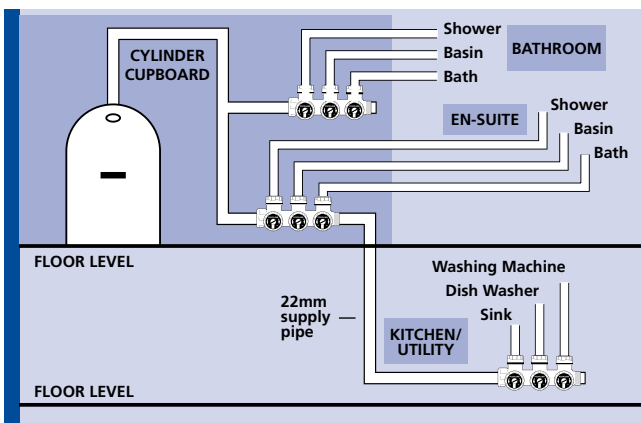 CYLINDER
CUPBOARD
Shower
Basin
Bath
BATHROOM
EN-SUITE
Shower
Basin
Bath
FLOOR LEVEL
22mm
supply
pipe
KITCHEN/
UTILITY
Washing Machine
Dish Washer
Sink
FLOOR LEVEL